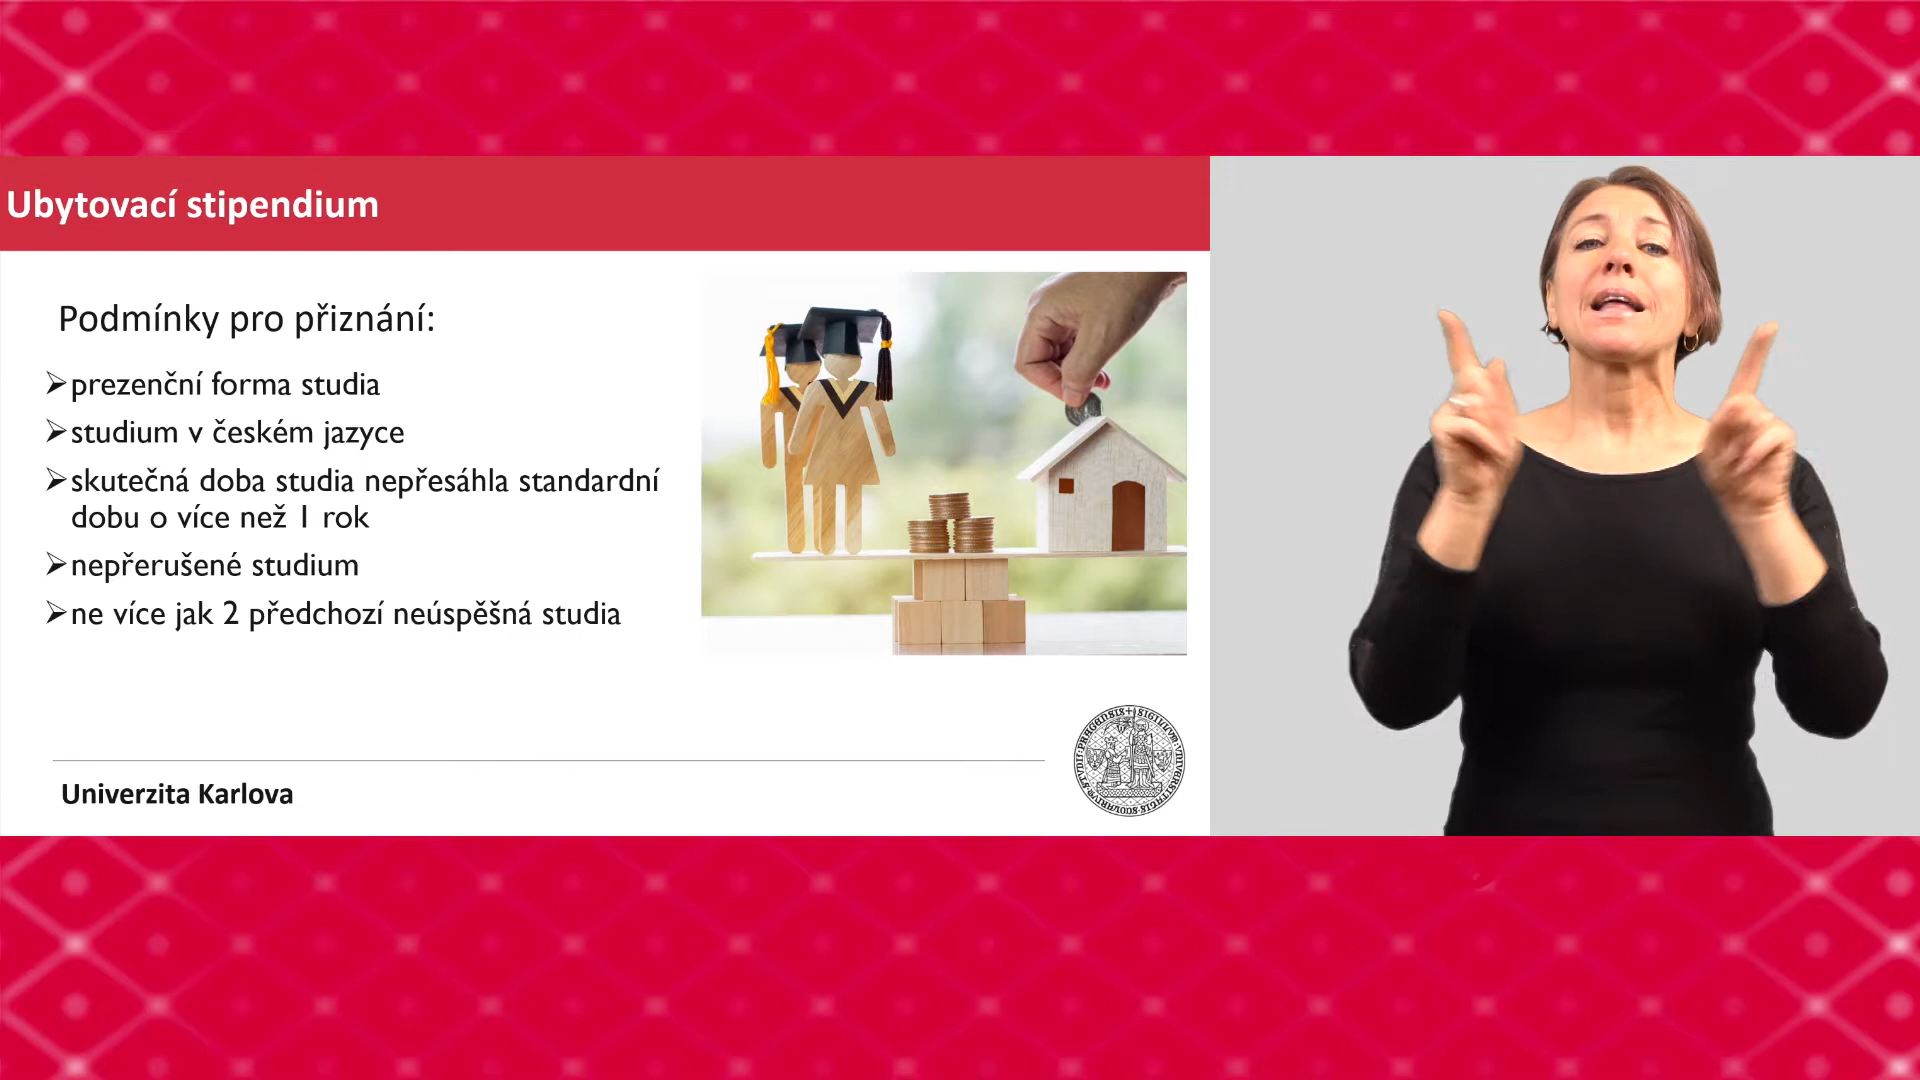 Ubytovací stipendium
Podmínky pro přiznání:
➢prezenční forma studia
➢studium v českém jazyce
➢skutečná doba studia nepřesáhla standardní
dobu o více než 1 rok
➢nepřerušené studium
➢ne více jak 2 předchozí neúspěšná studia
Univerzita Karlova